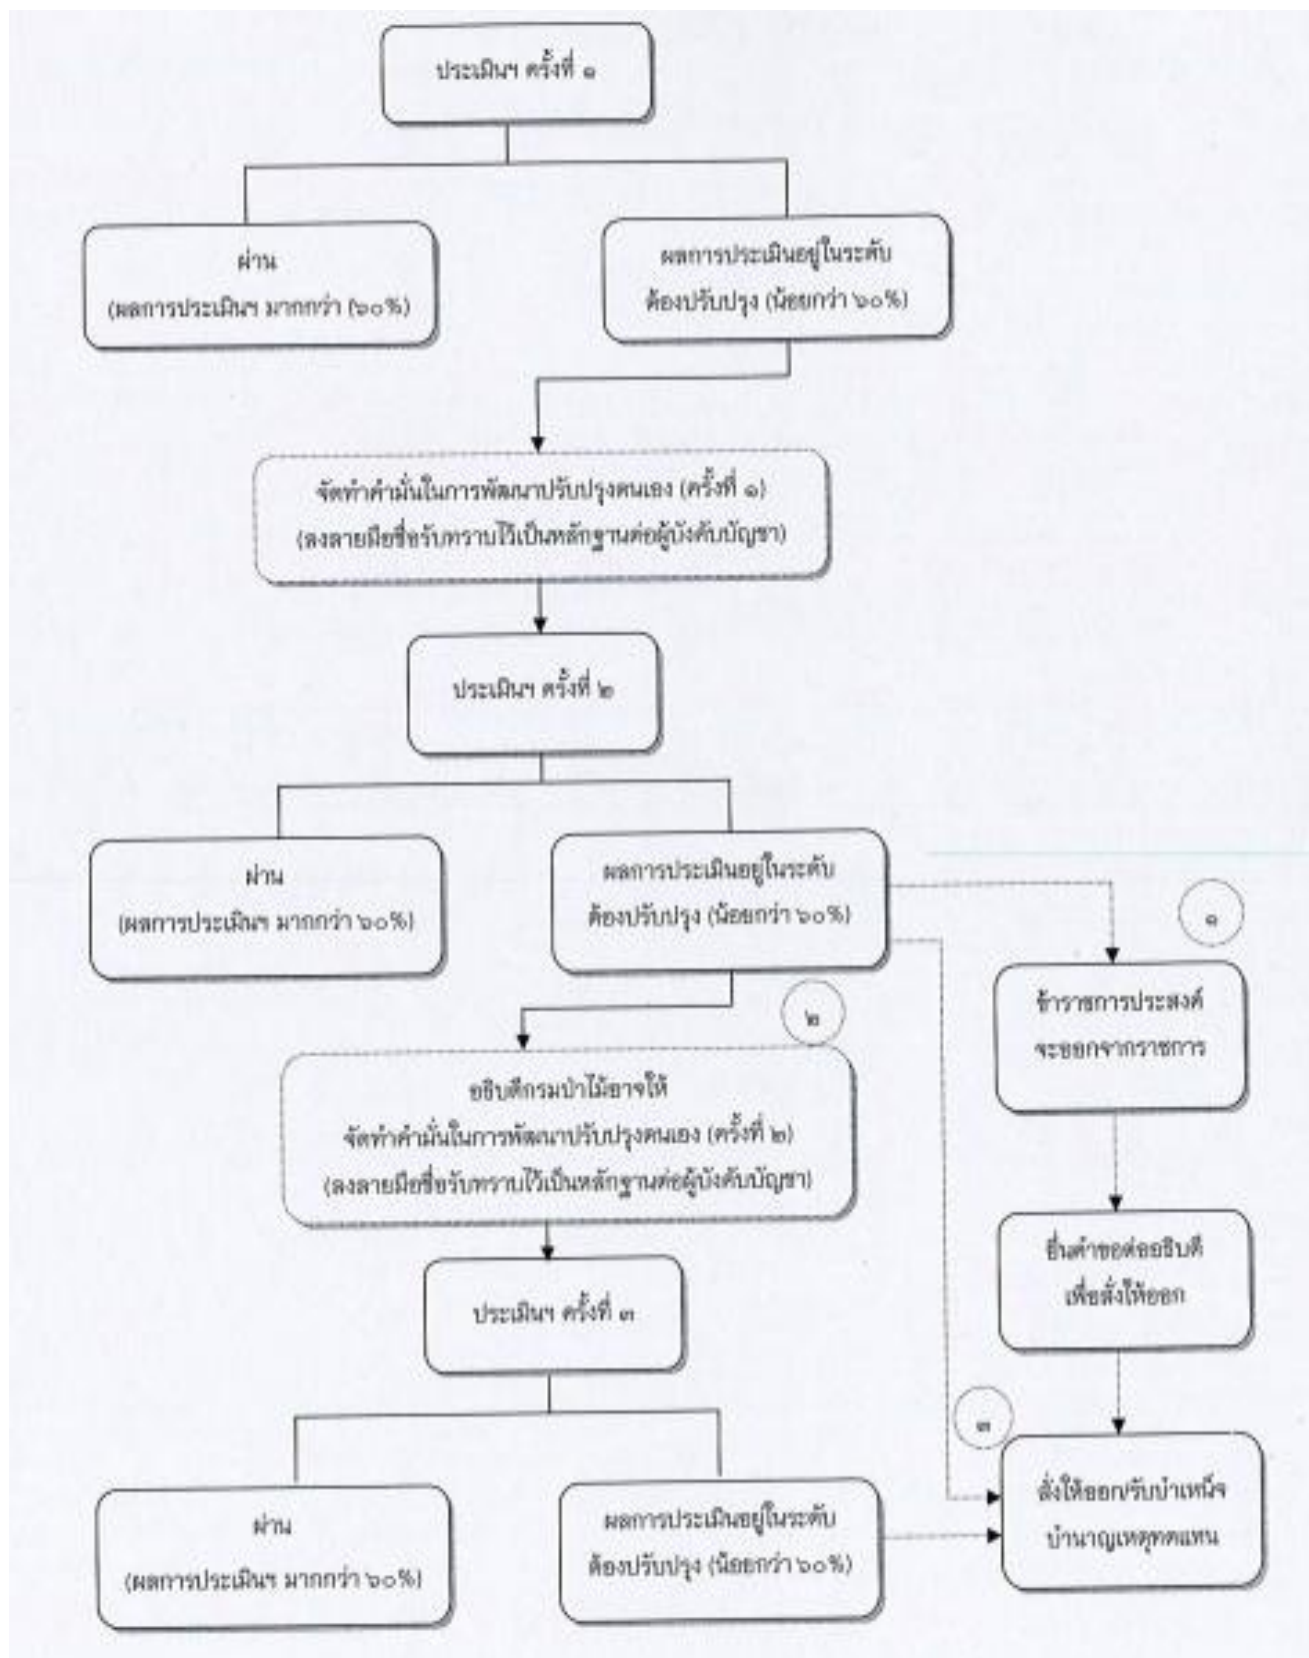 ประเมินฯ ครั้งที่ ๑
ผ่าน
(ผลการประเมินฯ มากกว่า (๖๐%)
ผลการประเมินอยู่ในระดับ
ต้องปรับปรุง (น้อยกว่า ๖๐%)
จัดทำคำมั่นในการพัฒนาปรับปรุงตนเอง (ครั้งที่ ๑)
(ลงลายมือชื่อรับทราบไว้เป็นหลักฐานต่อผู้บังคับบัญชา)
ประเมินฯ ครั้งที่ ๒
ผ่าน
(ผลการประเมินฯ มากกว่า ๖๐%)
ผลการประเมินอยู่ในระดับ
ต้องปรับปรุง (น้อยกว่า ๖๐%)
๑
ข้าราชการประสงค์
จะออกจากราชการ
๒
อธิบดีกรมป่าไม้อาจให้
จัดทำคำมั่นในการพัฒนาปรับปรุงตนเอง (ครั้งที่ ๒)
(ลงลายมือชื่อรับทราบไว้เป็นหลักฐานต่อผู้บังคับบัญชา)
ยื่นคำขอต่ออธิบดี
เพื่อสั่งให้ออก
ประเมินฯ ครั้งที่ ๓
๓
สั่งให้ออก/รับบำเหน็จ
บำนาญเหตุทดแทน
ผ่าน
(ผลการประเมินฯ มากกว่า ๖๐%)
ผลการประเมินอยู่ในระดับ
ต้องปรับปรุง (น้อยกว่า ๖๐%)